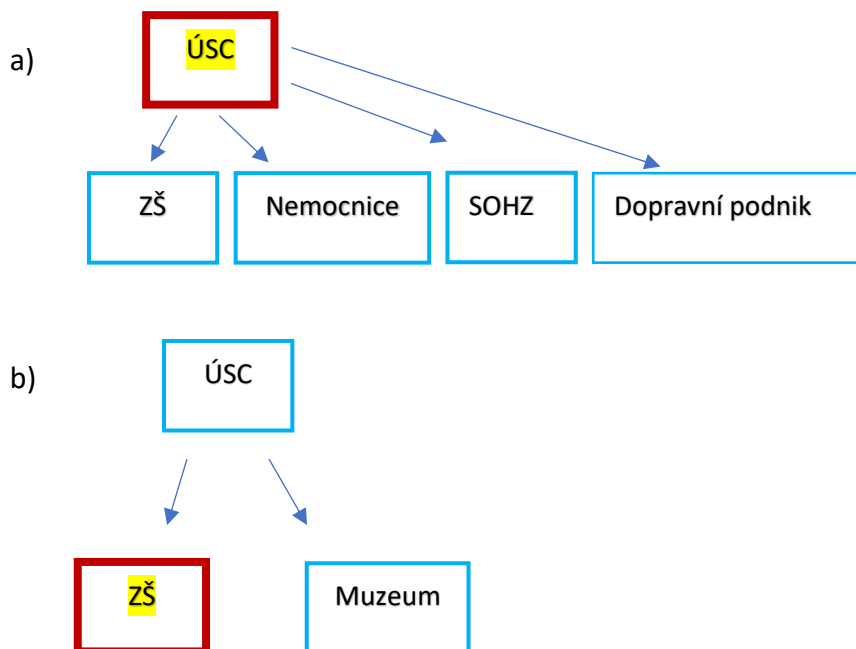 a)
ÚSC
ZŠ
Nemocnice
SOHZ
Dopravní podnik
b)
ÚSC
ZŠ
Muzeum